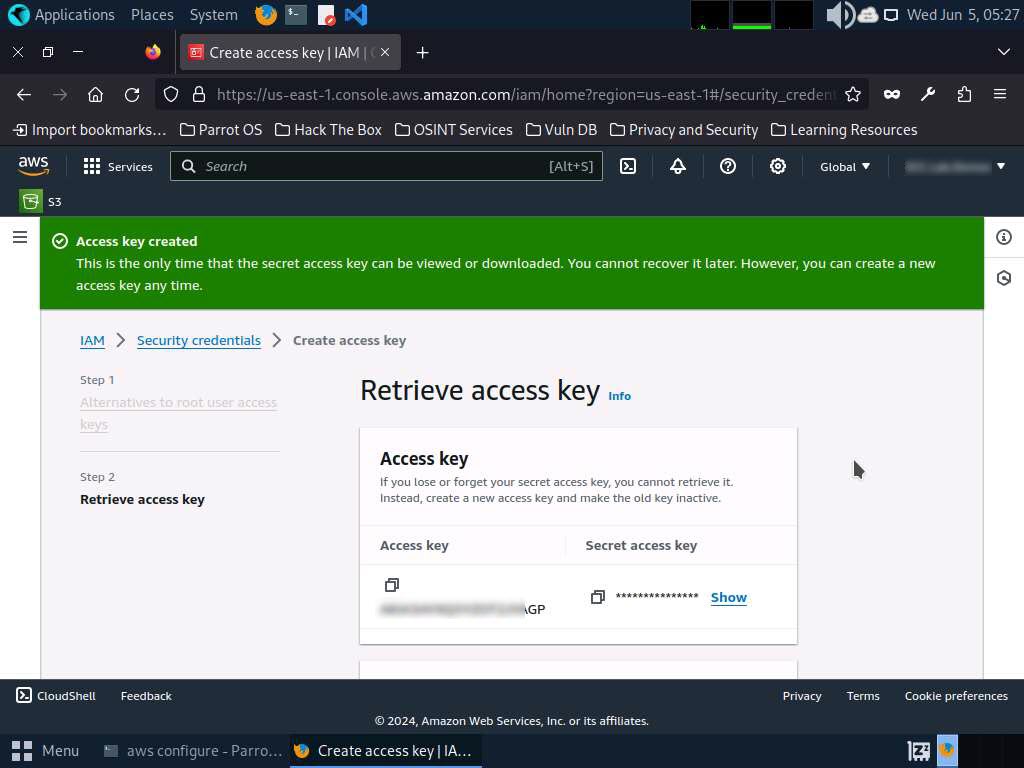 Applications Places System Wed Jun 5, 05:27
Create access key | IAM |
https://us-east-1.console.aws.amazon.com/iam/home?region=us-east-1#/security_creden
Import bookmarks... Parrot OS Hack The Box OSINT Services Vuln DB Privacy and Security Learning Resources
aws Services Search [Alt+S] Global
S3
Access key created
This is the only time that the secret access key can be viewed or downloaded. You cannot recover it later. However, you can create a new
access key any time.
IAM Security credentials Create access key
Step 1
Alternatives to root user access
keys
Step 2
Retrieve access key
Retrieve access key Info
Access key
If you lose or forget your secret access key, you cannot retrieve it.
Instead, create a new access key and make the old key inactive.
Access key Secret access key
*************** Show
AGP
CloudShell Feedback Privacy Terms Cookie preferences
© 2024, Amazon Web Services, Inc. or its affiliates.
Menu aws configure - Parro... Create access key | IA...